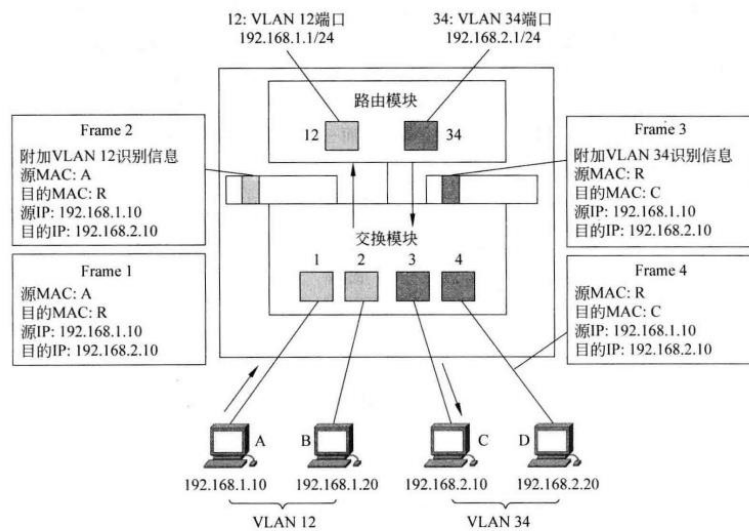 12: VLAN 12端口
192.168.1.1/24
34: VLAN 34端口
192.168.2.1/24
路由模块
12
34
Frame 2
附加VLAN 12识别信息
源MAC: A
目的MAC: R
源IP: 192.168.1.10
目的IP: 192.168.2.10
Frame 3
附加VLAN 34识别信息
源MAC: R
目的MAC: C
源IP: 192.168.1.10
目的IP: 192.168.2.10
交换模块
1 2 3 4
Frame 1
源MAC: A
目的MAC: R
源IP: 192.168.1.10
目的IP: 192.168.2.10
Frame 4
源MAC: R
目的MAC: C
源IP: 192.168.1.10
目的IP: 192.168.2.10
A B C D
192.168.1.10 192.168.1.20 192.168.2.10 192.168.2.20
VLAN 12 VLAN 34